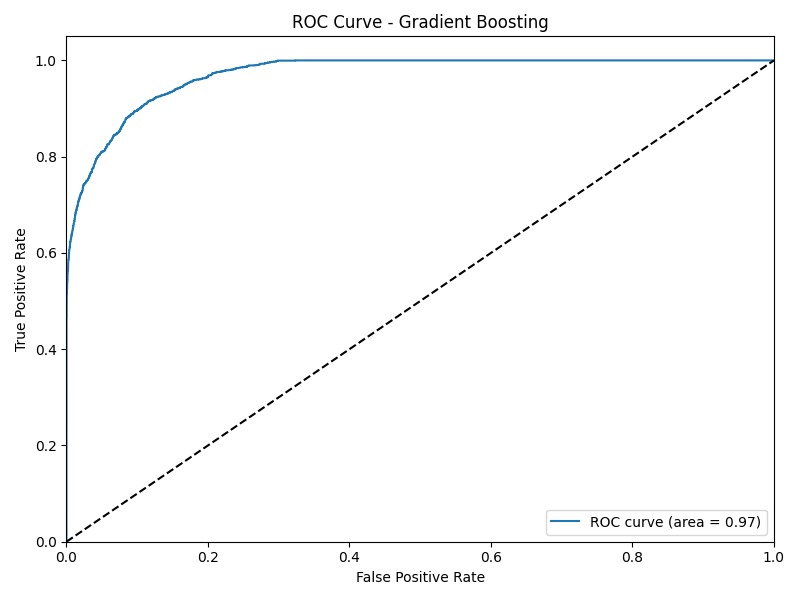 ROC Curve - Gradient Boosting
True Positive Rate
1.0
0.8
0.6
0.4
0.2
0.0
ROC curve (area = 0.97)
0.0 0.2 0.4 0.6 0.8 1.0
False Positive Rate